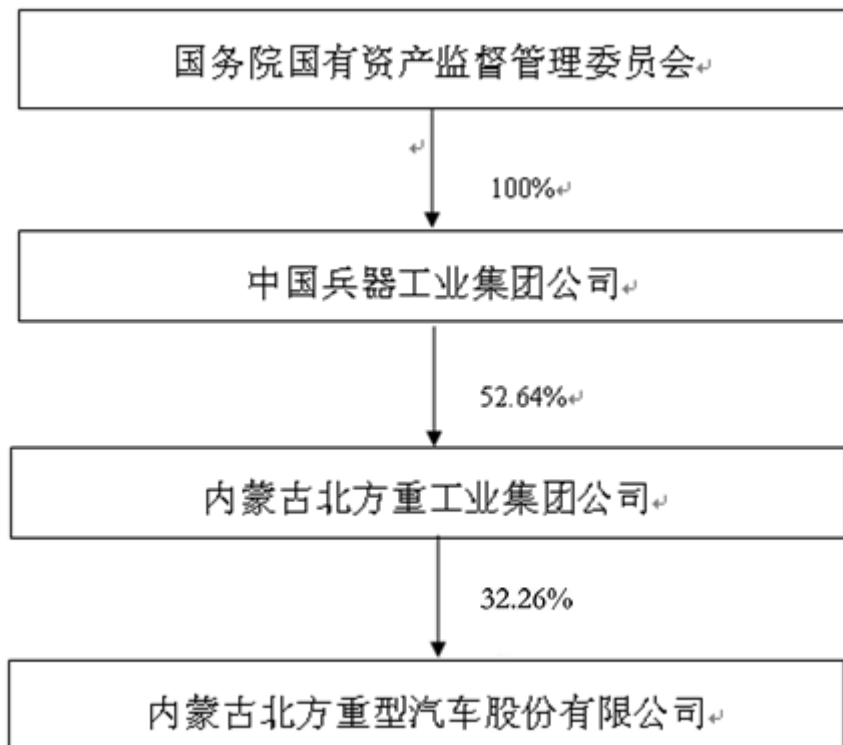 国务院国有资产监督管理委员会
100%
中国兵器工业集团公司
52.64%
内蒙古北方重工业集团公司
32.26%
内蒙古北方重型汽车股份有限公司